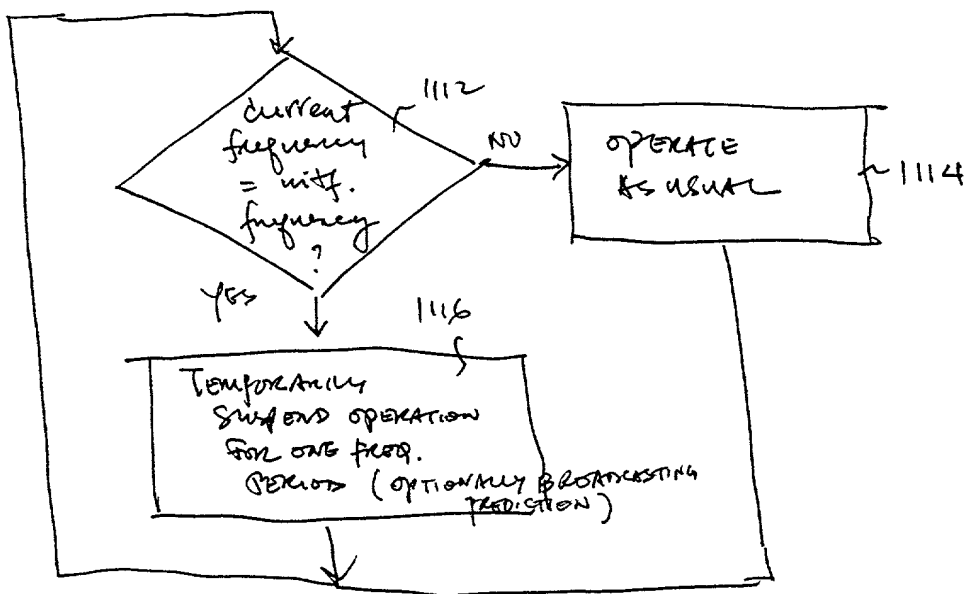 current
frequency
= intf.
frequency
?
1112
NO
OPERATE
AS USUAL
1114
YES
1116
TEMPORARILY
SUSPEND OPERATION
FOR ONE FREQ.
PERIOD (OPTIONALLY BROADCASTING
PREDICTION)